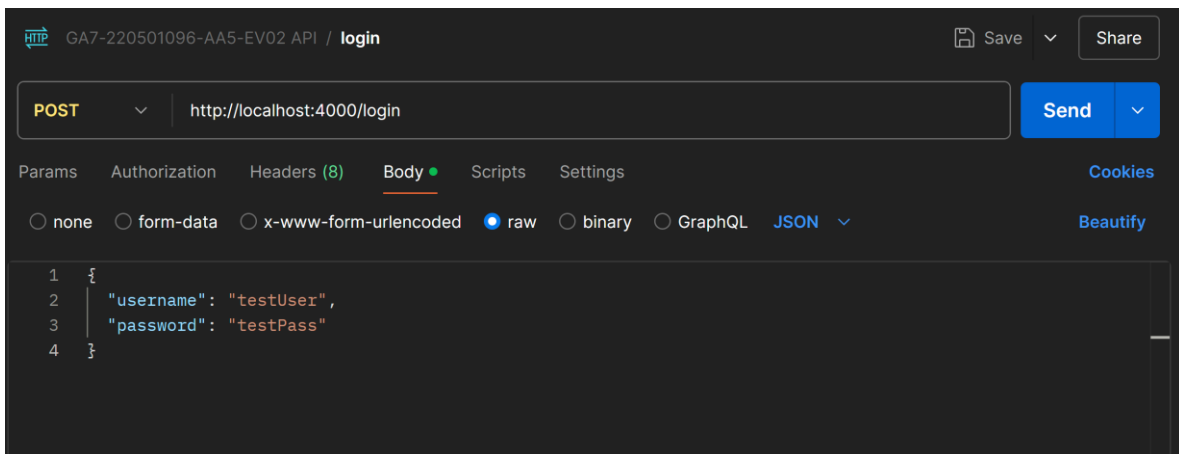 HTTP GA7-220501096-AA5-EV02 API / login Save Share
POST http://localhost:4000/login Send
Params Authorization Headers (8) Body Scripts Settings Cookies
none form-data x-www-form-urlencoded raw binary GraphQL JSON Beautify
1 {
2 "username": "testUser",
3 "password": "testPass"
4 }